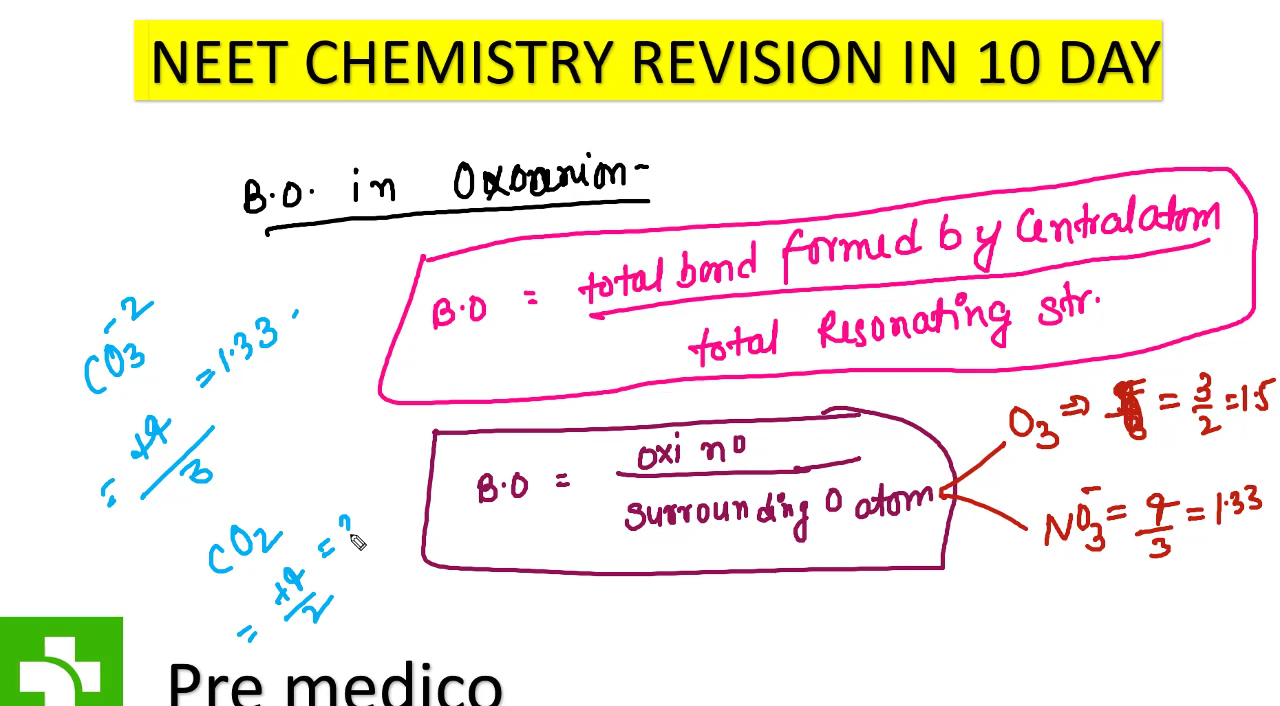 NEET CHEMISTRY REVISION IN 10 DAY
B.O. in Oxoanion-
B.O = total bond formed by Central atom
total Resonating str.
CO3 -2 = 1.33
= +4/3
B.O = oxi no
surrounding O atom
O3 ⇒ = 3/2 = 1.5
NO3- = 4/3 = 1.33
CO2
= +4/2 = ?
Pre medico